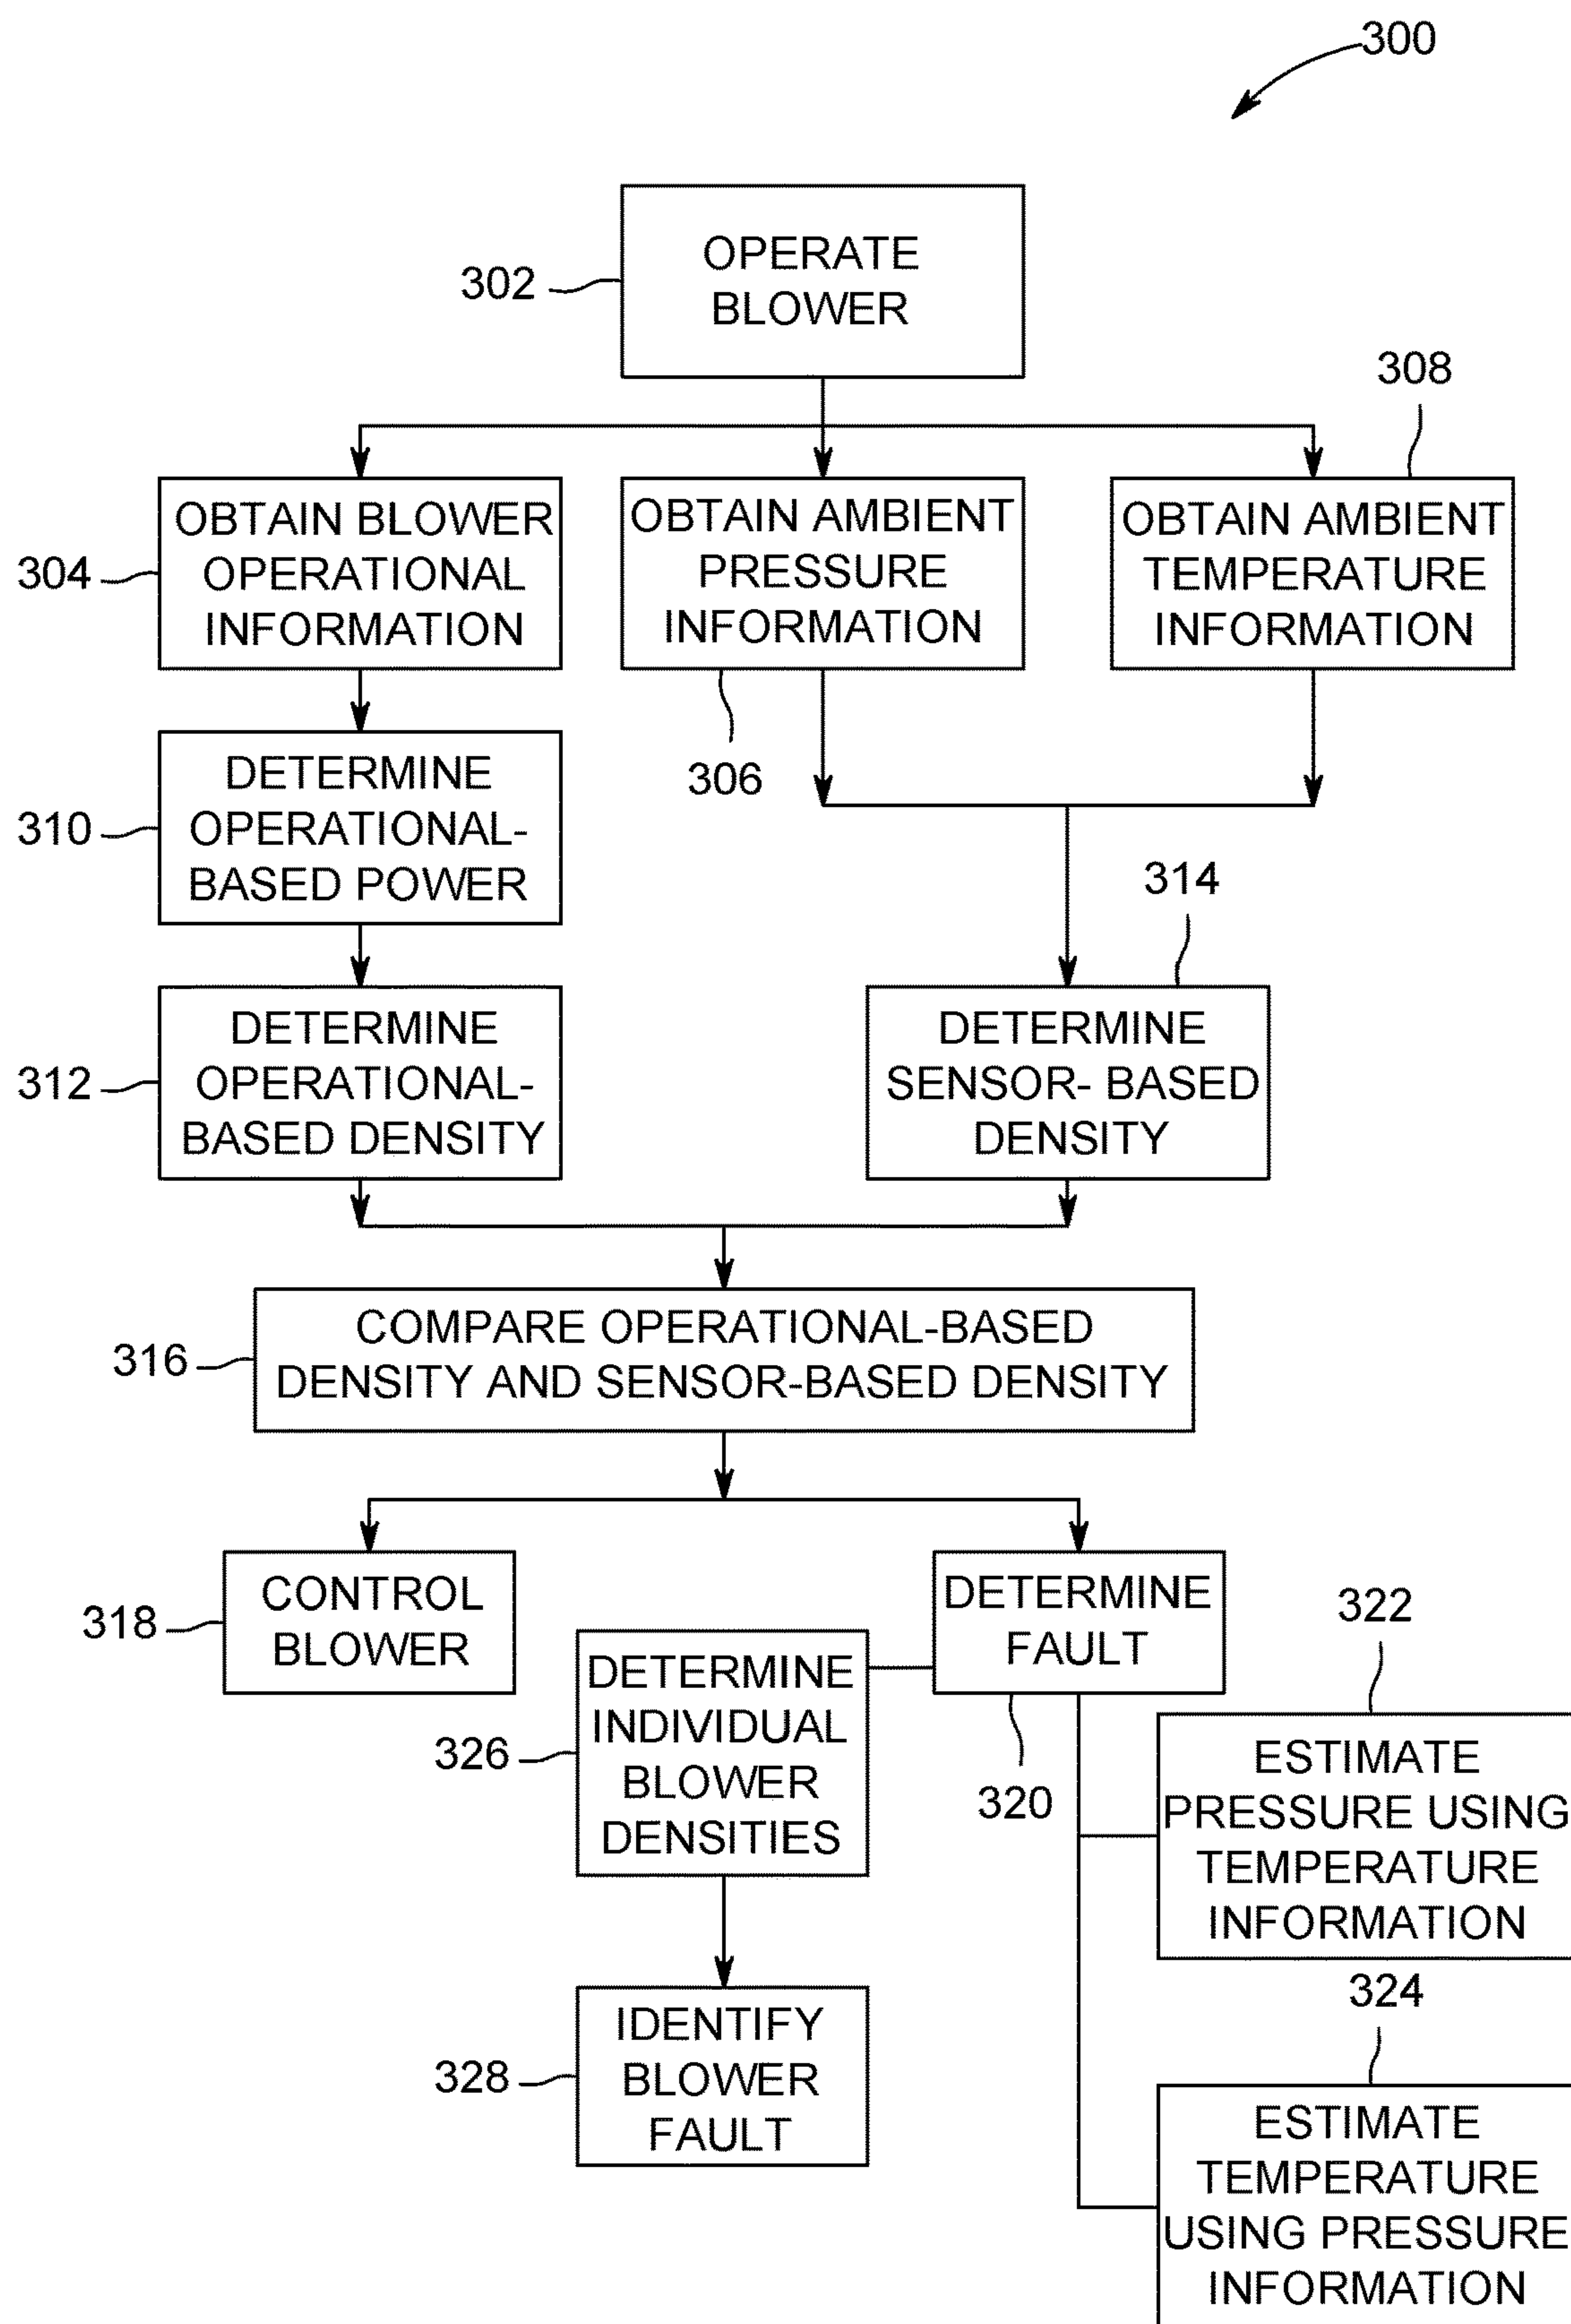 300
OPERATE
BLOWER
302
308
OBTAIN BLOWER
OPERATIONAL
INFORMATION
304
OBTAIN AMBIENT
PRESSURE
INFORMATION
306
OBTAIN AMBIENT
TEMPERATURE
INFORMATION
DETERMINE
OPERATIONAL-
BASED POWER
310
DETERMINE
OPERATIONAL-
BASED DENSITY
312
314
DETERMINE
SENSOR- BASED
DENSITY
COMPARE OPERATIONAL-BASED
DENSITY AND SENSOR-BASED DENSITY
316
CONTROL
BLOWER
318
DETERMINE
FAULT
320
DETERMINE
INDIVIDUAL
BLOWER
DENSITIES
326
322
ESTIMATE
PRESSURE USING
TEMPERATURE
INFORMATION
IDENTIFY
BLOWER
FAULT
328
324
ESTIMATE
TEMPERATURE
USING PRESSURE
INFORMATION